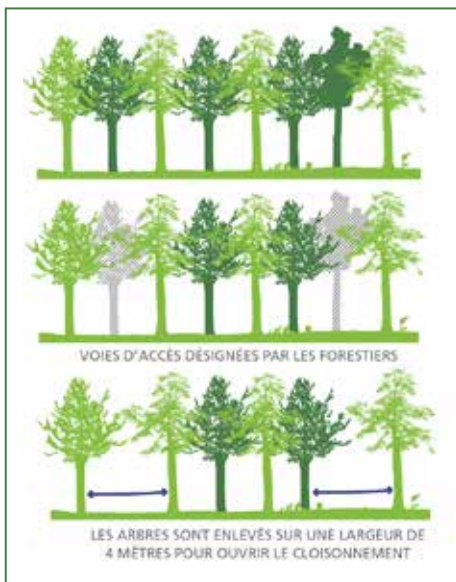 VOIES D'ACCÈS DÉSIGNÉES PAR LES FORESTIERS
LES ARBRES SONT ENLEVÉS SUR UNE LARGEUR DE
4 MÈTRES POUR OUVRIR LE CLOISONNEMENT